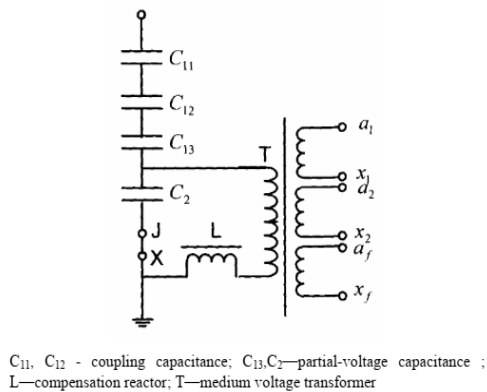 C11
C12
C13
T
a1
x1
d2
C2
J
L
x2
X
af
xf
C11, C12 - coupling capacitance; C13,C2—partial-voltage capacitance ;
L—compensation reactor; T—medium voltage transformer